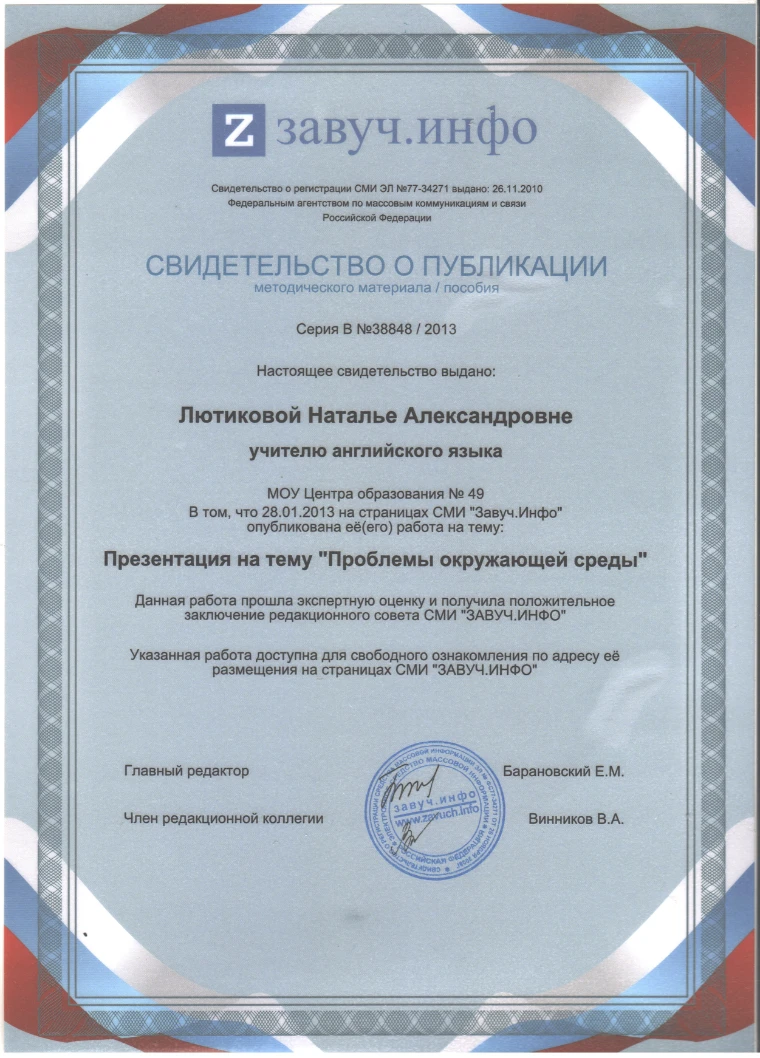 Z завуч.инфо
Свидетельство о регистрации СМИ ЭЛ №77-34271 выдано: 26.11.2010
Федеральным агентством по массовым коммуникациям и связи
Российской Федерации
СВИДЕТЕЛЬСТВО О ПУБЛИКАЦИИ
методического материала / пособия
Серия В №38848 / 2013
Настоящее свидетельство выдано:
Лютиковой Наталье Александровне
учителю английского языка
МОУ Центра образования № 49
В том, что 28.01.2013 на страницах СМИ "Завуч.Инфо"
опубликована её(его) работа на тему:
Презентация на тему "Проблемы окружающей среды"
Данная работа прошла экспертную оценку и получила положительное
заключение редакционного совета СМИ "ЗАВУЧ.ИНФО"
Указанная работа доступна для свободного ознакомления по адресу её
размещения на страницах СМИ "ЗАВУЧ.ИНФО"
Главный редактор
Барановский Е.М.
Член редакционной коллегии
Винников В.А.
завуч.инфо
www.zavuch.info
РОССИЙСКАЯ ФЕДЕРАЦИЯ